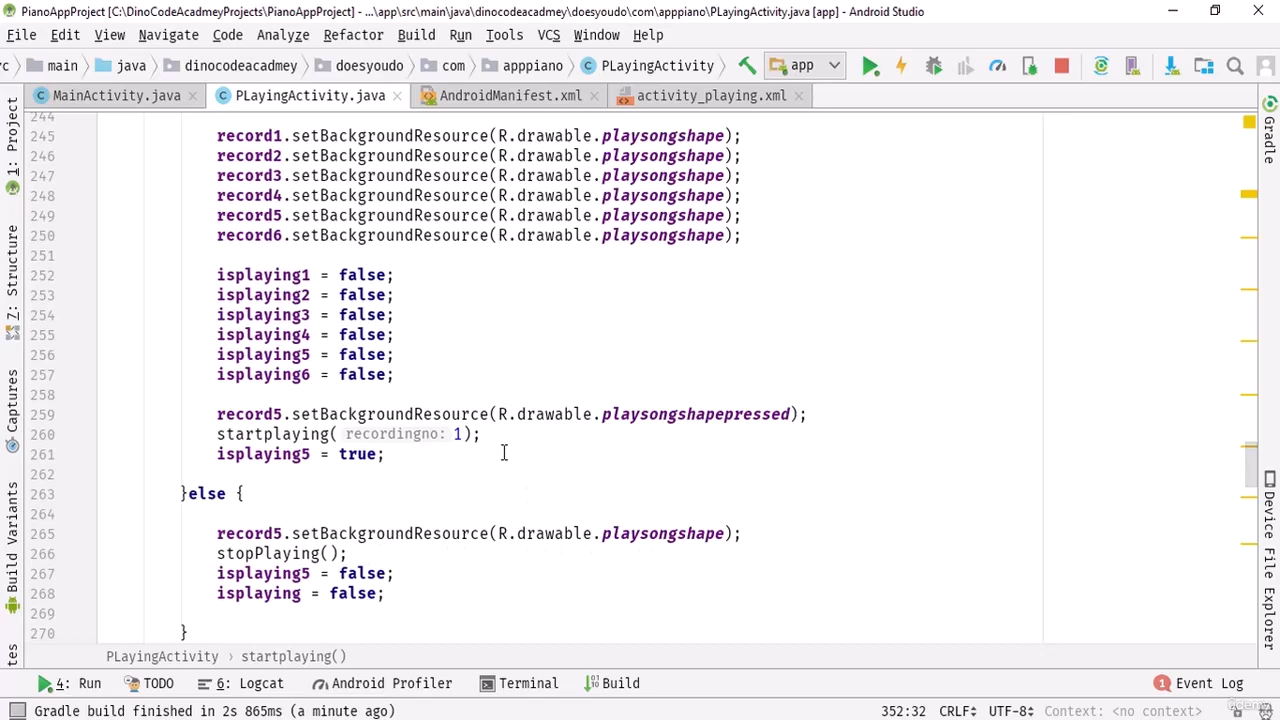 PianoAppProject [C:\DinoCodeAcadmeyProjects\PianoAppProject] - ...\app\src\main\java\dinocodeacadmey\doesyoudo\com\apppiano\PLayingActivity.java [app] - Android Studio
File Edit View Navigate Code Analyze Refactor Build Run Tools VCS Window Help
rc main java dinocodeacadmey doesyoudo com apppiano PLayingActivity app
MainActivity.java PLayingActivity.java AndroidManifest.xml activity_playing.xml
244
245 record1.setBackgroundResource(R.drawable.playsongshape);
246 record2.setBackgroundResource(R.drawable.playsongshape);
247 record3.setBackgroundResource(R.drawable.playsongshape);
248 record4.setBackgroundResource(R.drawable.playsongshape);
249 record5.setBackgroundResource(R.drawable.playsongshape);
250 record6.setBackgroundResource(R.drawable.playsongshape);
251
252 isplaying1 = false;
253 isplaying2 = false;
254 isplaying3 = false;
255 isplaying4 = false;
256 isplaying5 = false;
257 isplaying6 = false;
258
259 record5.setBackgroundResource(R.drawable.playsongshapepressed);
260 startplaying( recordingno: 1);
261 isplaying5 = true;
262
263 }else {
264
265 record5.setBackgroundResource(R.drawable.playsongshape);
266 stopPlaying();
267 isplaying5 = false;
268 isplaying = false;
269
270 }
PLayingActivity › startplaying()
1: Project
Z: Structure
Captures
Build Variants
tes
Gradle
Device File Explorer
4: Run TODO 6: Logcat Android Profiler Terminal Build 1 Event Log
Gradle build finished in 2s 865ms (a minute ago) 352:32 CRLF UTF-8 Context: <no context>
ûdemy